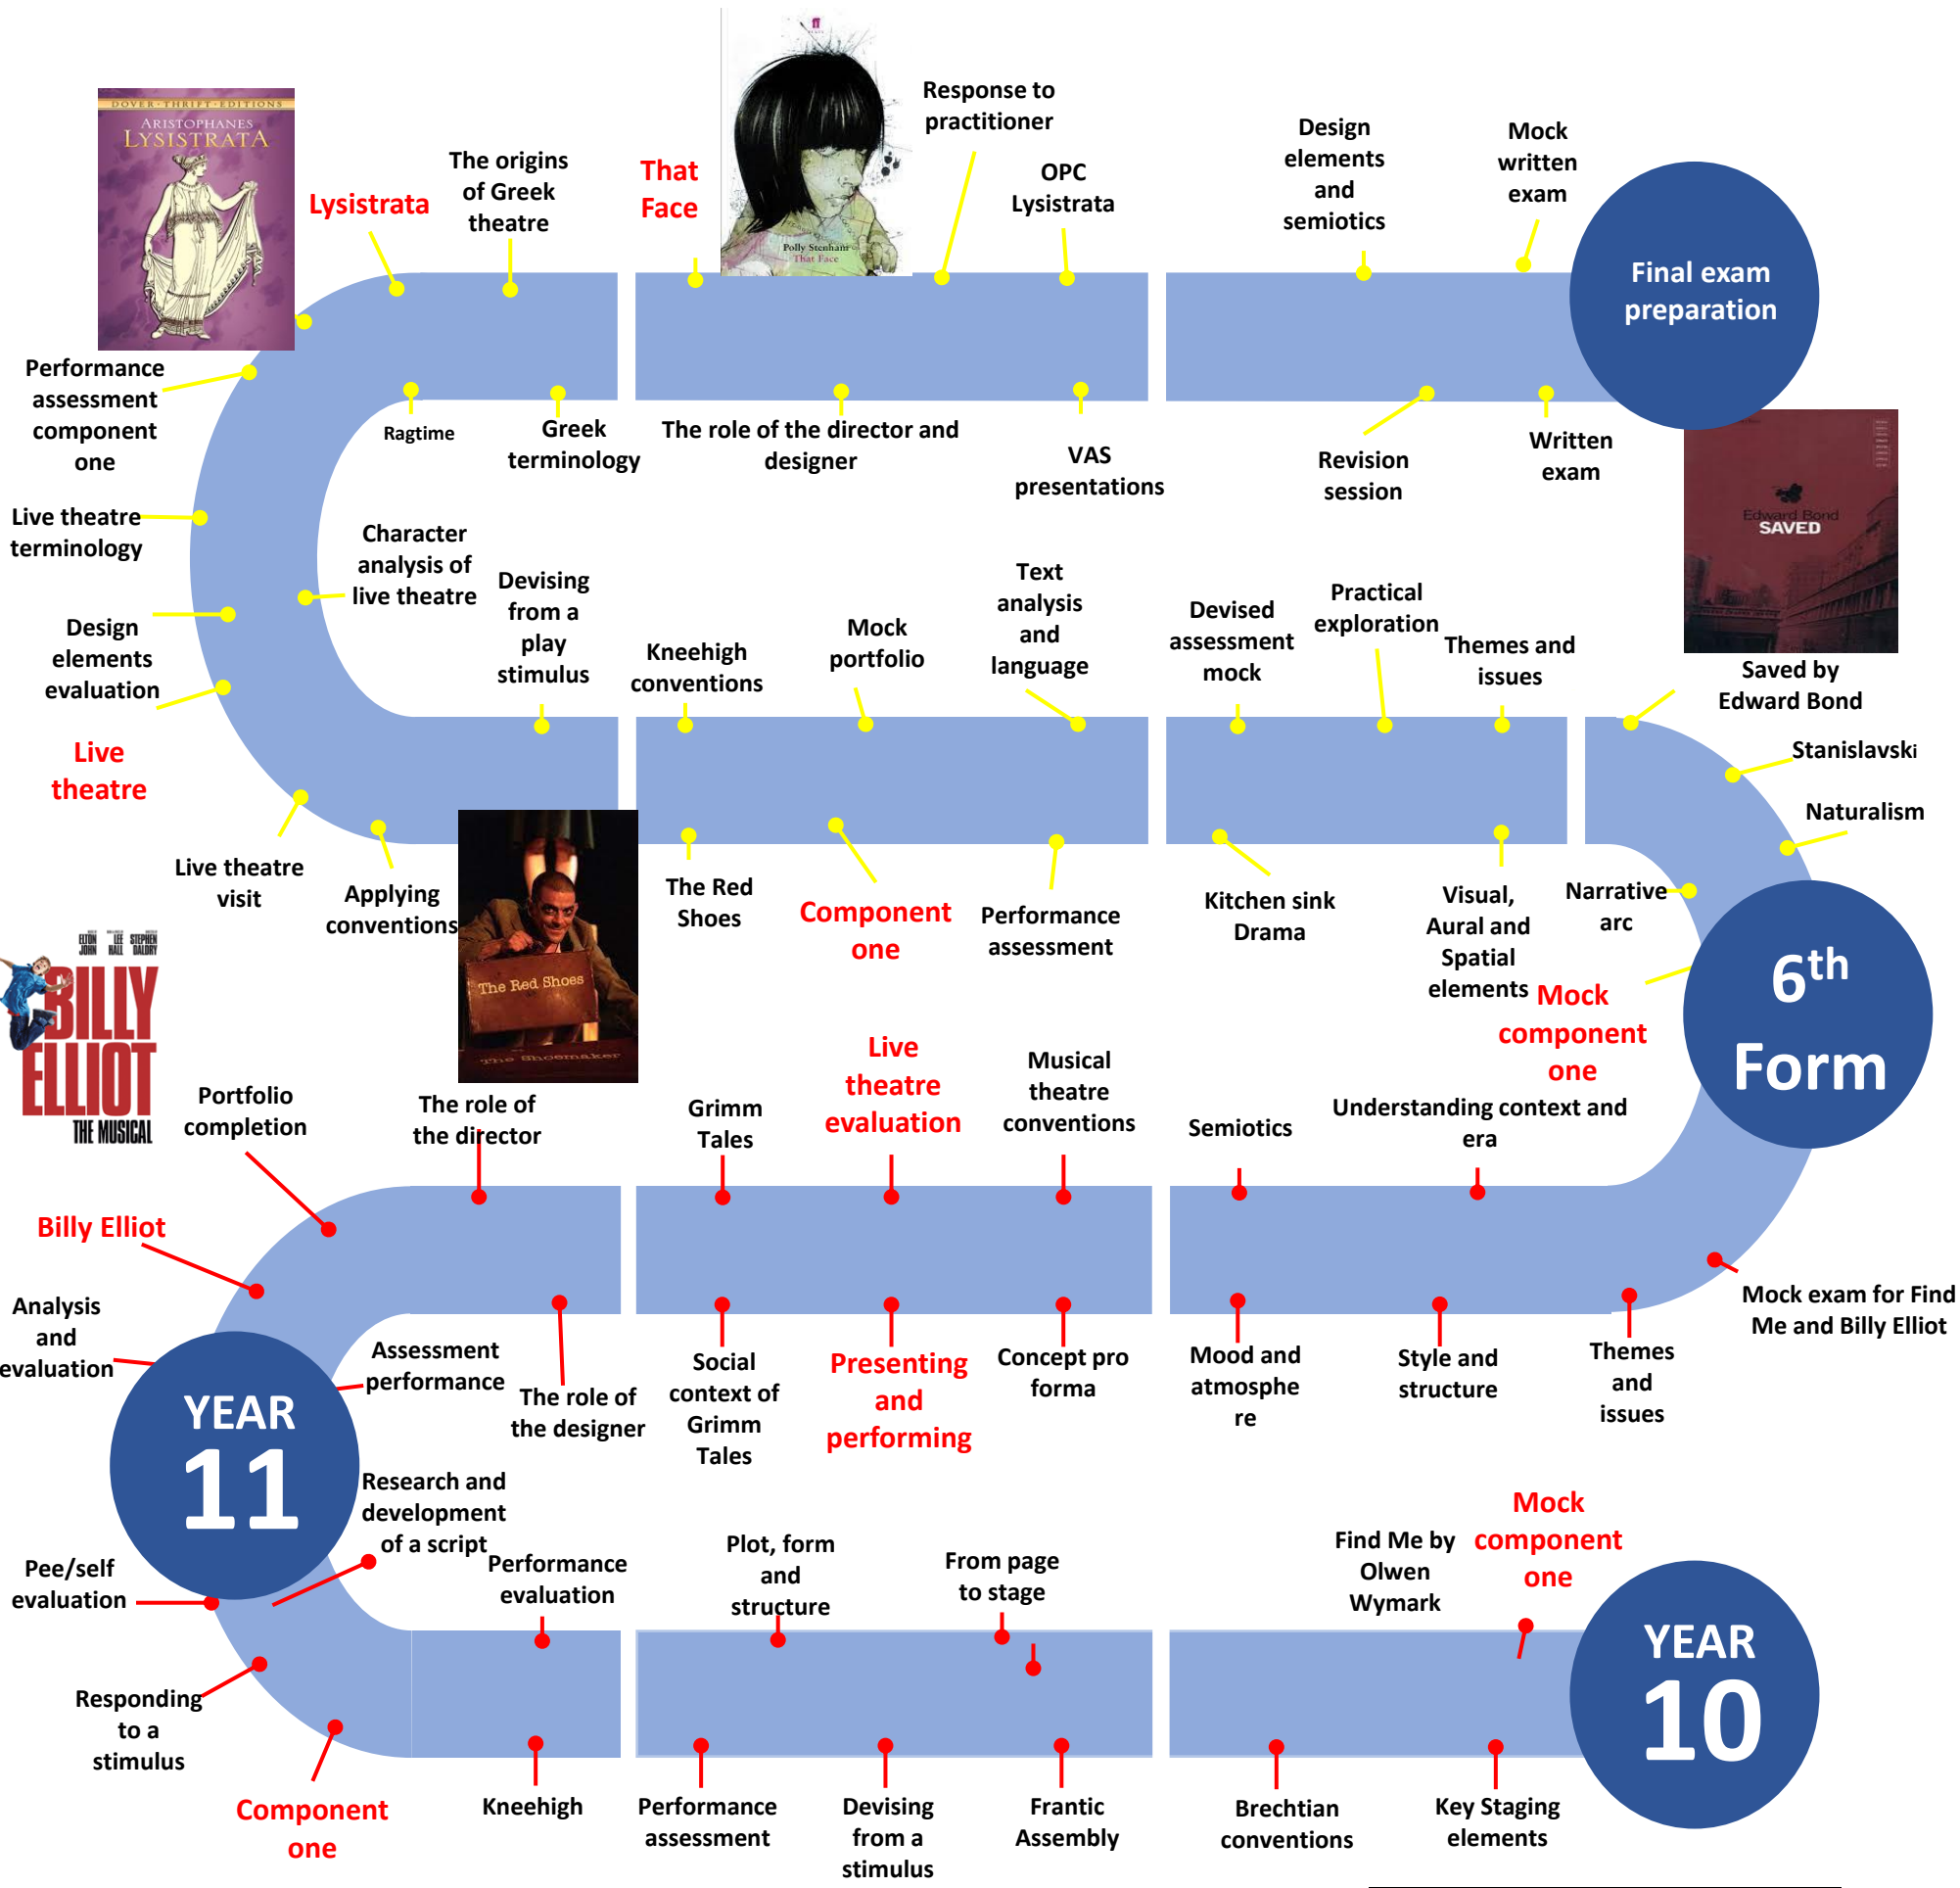 DOVER · THRIFT · EDITIONS
ARISTOPHANES
LYSISTRATA
Lysistrata
The origins
of Greek
theatre
That
Face
ff
Polly Stenham
That Face
Response to
practitioner
OPC
Lysistrata
Design
elements
and
semiotics
Mock
written
exam
Final exam
preparation
Performance
assessment
component
one
Ragtime
Greek
terminology
The role of the director and
designer
VAS
presentations
Revision
session
Written
exam
Edward Bond
SAVED
Saved by
Edward Bond
Live theatre
terminology
Character
analysis of
live theatre
Design
elements
evaluation
Live
theatre
Devising
from a
play
stimulus
Kneehigh
conventions
Mock
portfolio
Text
analysis
and
language
Devised
assessment
mock
Practical
exploration
Themes and
issues
Stanislavski
Naturalism
Live theatre
visit
Applying
conventions
The Red Shoes
The Shoemaker
The Red
Shoes
Component
one
Performance
assessment
Kitchen sink
Drama
Visual,
Aural and
Spatial
elements
Narrative
arc
Mock
component
one
6th
Form
ELTON JOHN
LEE HALL
STEPHEN DALDRY
BILLY
ELLIOT
THE MUSICAL
Portfolio
completion
The role of
the director
Grimm
Tales
Live
theatre
evaluation
Musical
theatre
conventions
Semiotics
Understanding context and
era
Billy Elliot
Analysis
and
evaluation
Assessment
performance
The role of
the designer
Social
context of
Grimm
Tales
Presenting
and
performing
Concept pro
forma
Mood and
atmosphe
re
Style and
structure
Themes
and
issues
Mock exam for Find
Me and Billy Elliot
YEAR
11
Research and
development
of a script
Pee/self
evaluation
Performance
evaluation
Plot, form
and
structure
From page
to stage
Find Me by
Olwen
Wymark
Mock
component
one
YEAR
10
Responding
to a
stimulus
Component
one
Kneehigh
Performance
assessment
Devising
from a
stimulus
Frantic
Assembly
Brechtian
conventions
Key Staging
elements